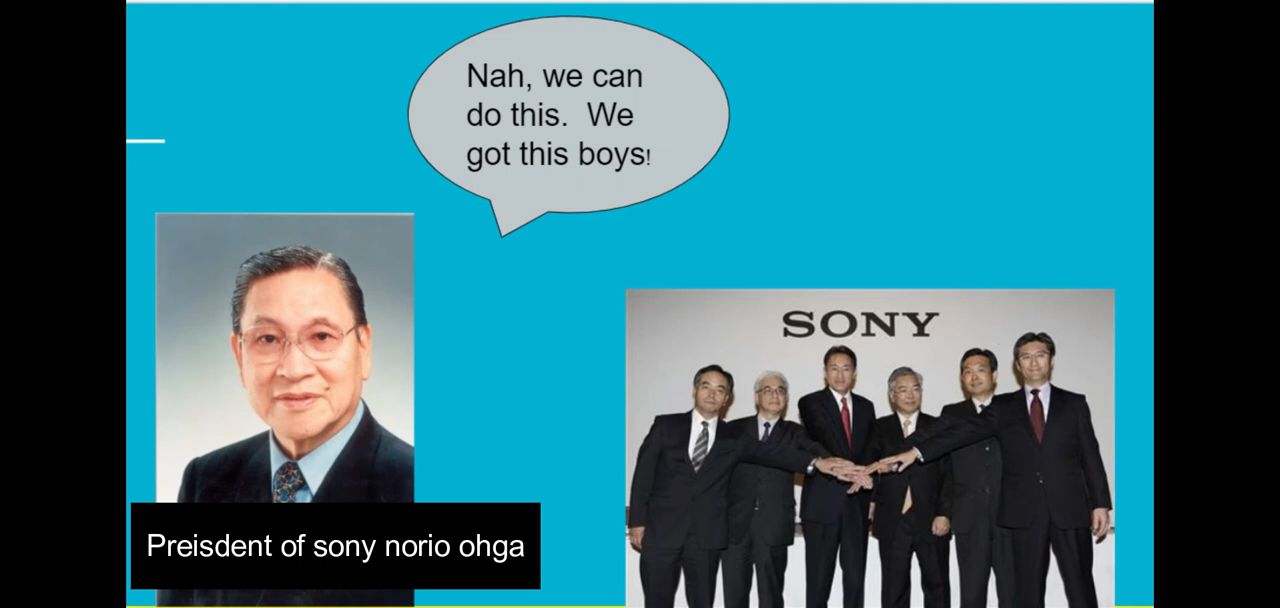 Nah, we can
do this.  We
got this boys!
SONY
Preisdent of sony norio ohga